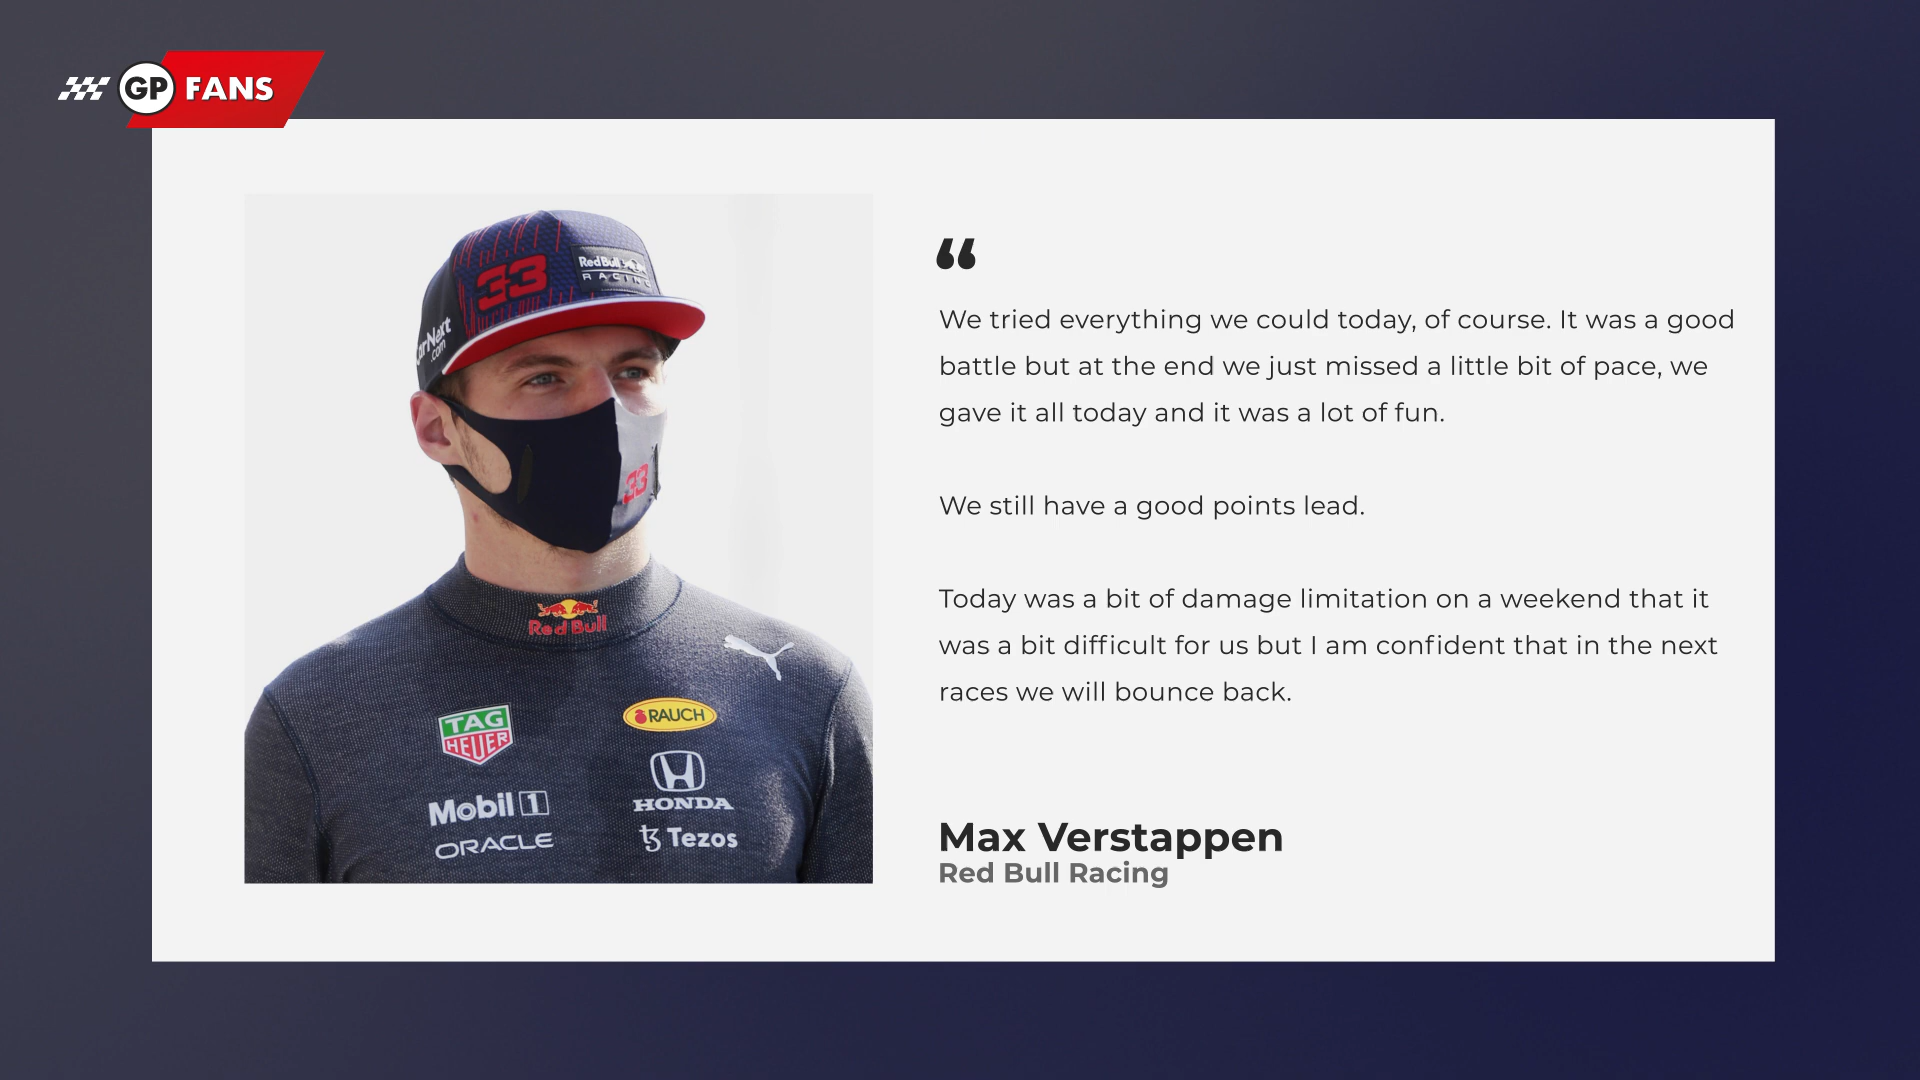 GP FANS
33
Red Bull
RACING
CarNext
.com
33
Red Bull
TAG
HEUER
RAUCH
Mobil 1
HONDA
ORACLE
Tezos
“
We tried everything we could today, of course. It was a good
battle but at the end we just missed a little bit of pace, we
gave it all today and it was a lot of fun.
We still have a good points lead.
Today was a bit of damage limitation on a weekend that it
was a bit difficult for us but I am confident that in the next
races we will bounce back.
Max Verstappen
Red Bull Racing